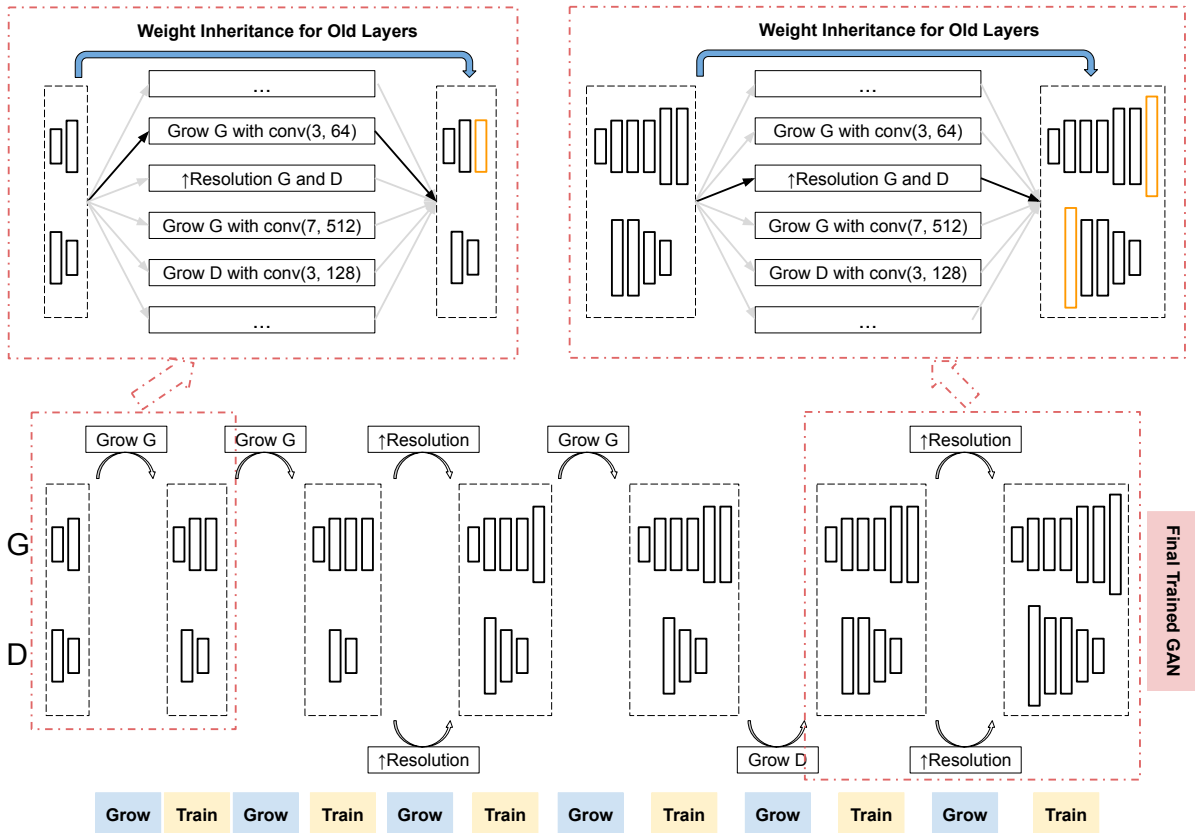 Weight Inheritance for Old Layers
...
Grow G with conv(3, 64)
↑Resolution G and D
Grow G with conv(7, 512)
Grow D with conv(3, 128)
...
Weight Inheritance for Old Layers
...
Grow G with conv(3, 64)
↑Resolution G and D
Grow G with conv(7, 512)
Grow D with conv(3, 128)
...
Grow G
Grow G
↑Resolution
Grow G
↑Resolution
G
D
Final Trained GAN
↑Resolution
Grow D
↑Resolution
Grow
Train
Grow
Train
Grow
Train
Grow
Train
Grow
Train
Grow
Train